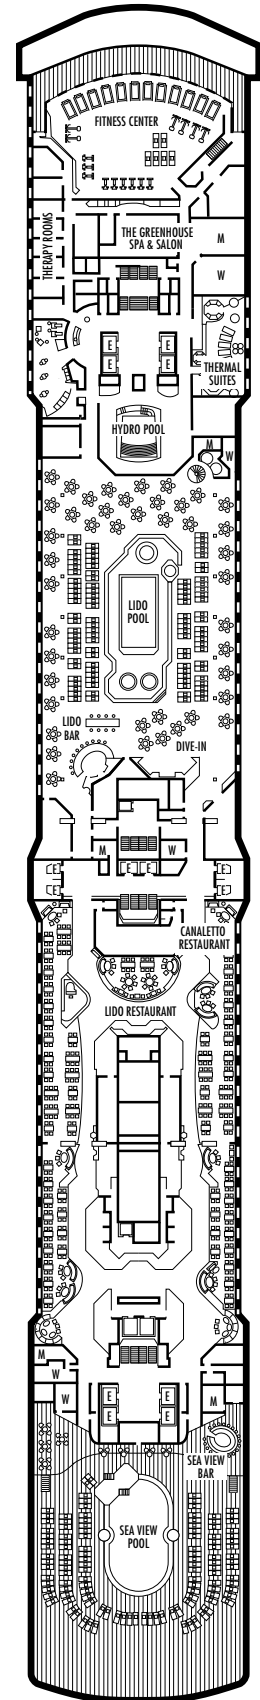 FITNESS CENTER
THERAPY ROOMS
THE GREENHOUSE
SPA & SALON
M
W
E
E
E
E
THERMAL
SUITES
HYDRO POOL
M
W
LIDO
POOL
LIDO
BAR
DIVE-IN
M
W
E
E
E
E
E
E
CANALETTO
RESTAURANT
LIDO RESTAURANT
M
W
W
E
E
E
E
M
SEA VIEW
BAR
SEA VIEW
POOL